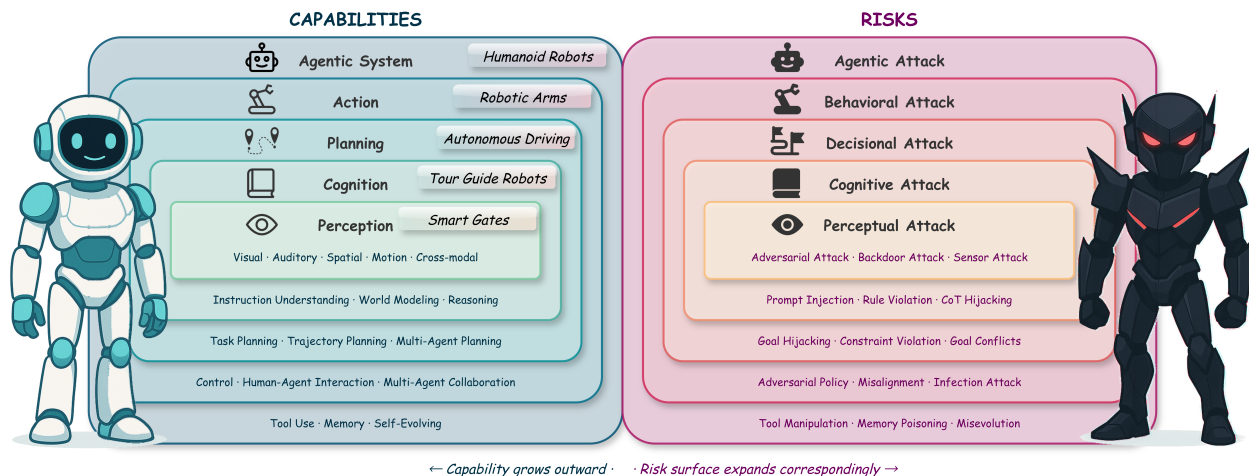 CAPABILITIES
Agentic System
Humanoid Robots
Action
Robotic Arms
Planning
Autonomous Driving
Cognition
Tour Guide Robots
Perception
Smart Gates
Visual · Auditory · Spatial · Motion · Cross-modal
Instruction Understanding · World Modeling · Reasoning
Task Planning · Trajectory Planning · Multi-Agent Planning
Control · Human-Agent Interaction · Multi-Agent Collaboration
Tool Use · Memory · Self-Evolving
← Capability grows outward ·
RISKS
Agentic Attack
Behavioral Attack
Decisional Attack
Cognitive Attack
Perceptual Attack
Adversarial Attack · Backdoor Attack · Sensor Attack
Prompt Injection · Rule Violation · CoT Hijacking
Goal Hijacking · Constraint Violation · Goal Conflicts
Adversarial Policy · Misalignment · Infection Attack
Tool Manipulation · Memory Poisoning · Misevolution
· Risk surface expands correspondingly →